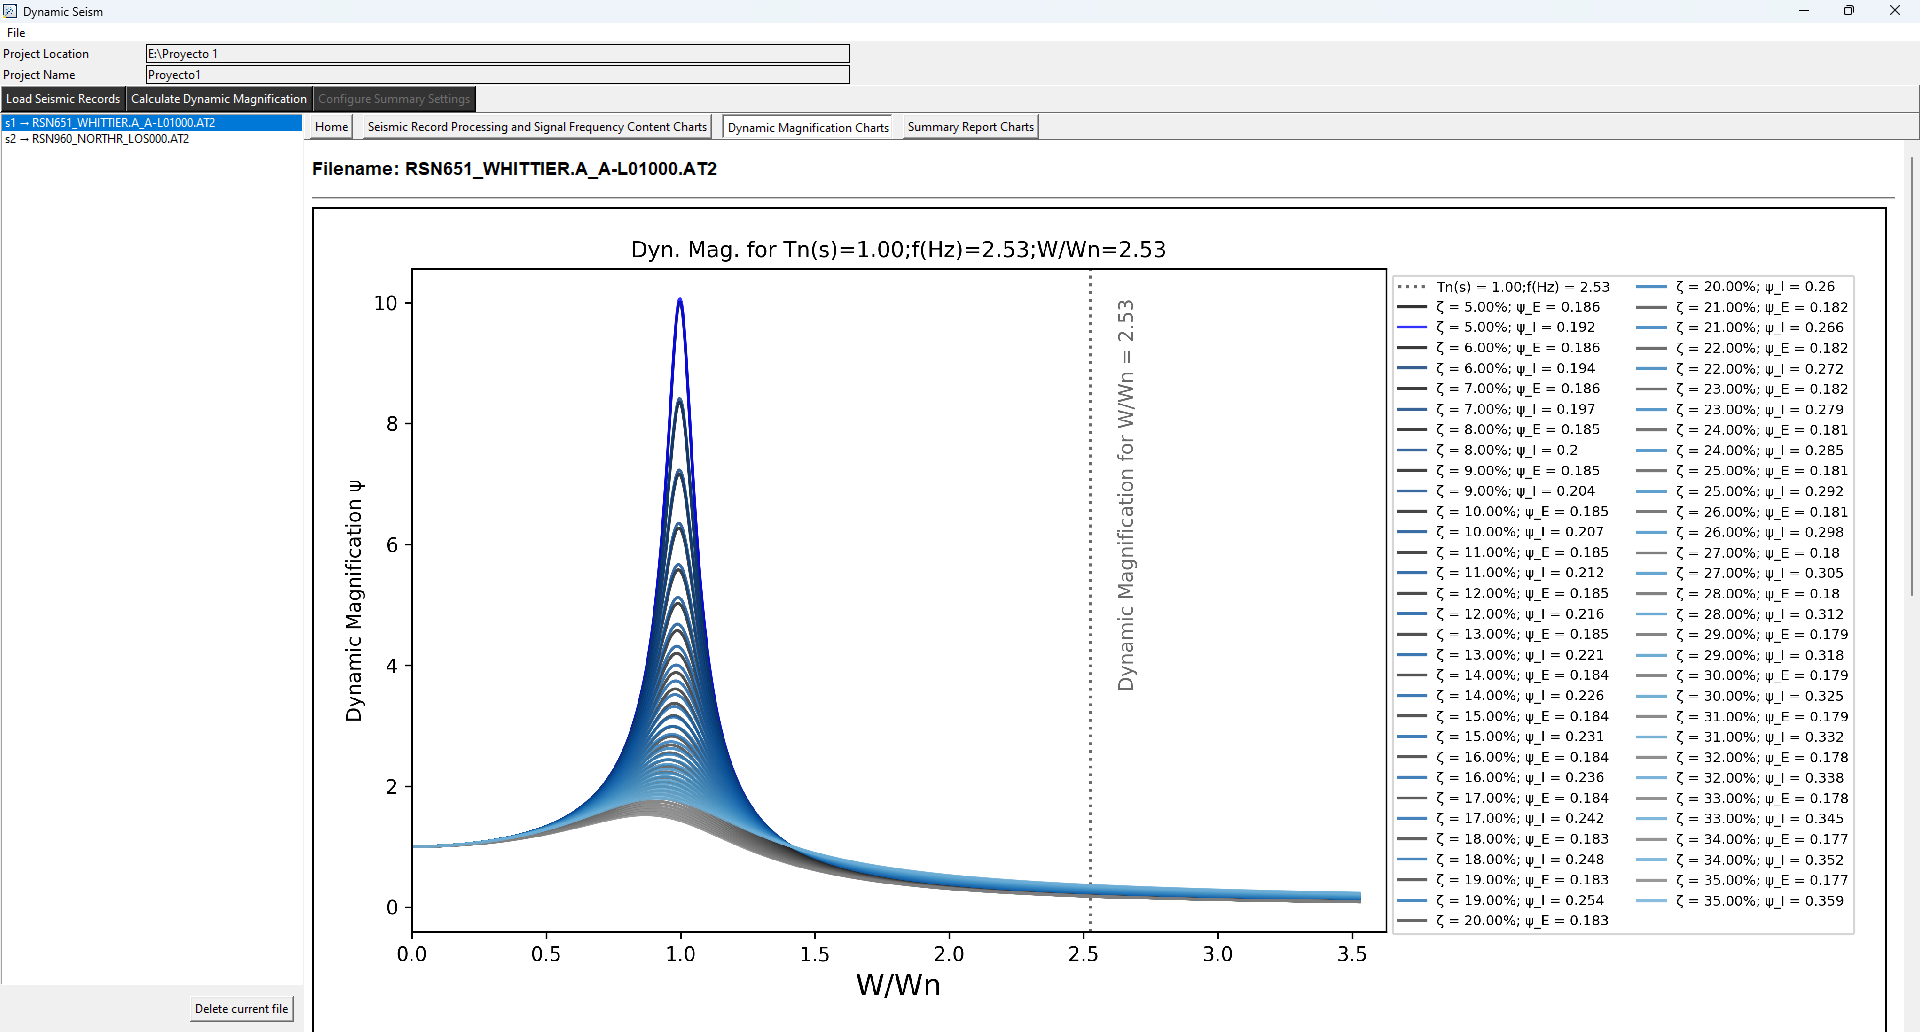 Dynamic Seism
File
Project Location E:\Proyecto 1
Project Name Proyecto1
Load Seismic Records Calculate Dynamic Magnification Configure Summary Settings
s1 → RSN651_WHITTIER.A_A-L01000.AT2
s2 → RSN960_NORTHR_LOS000.AT2
Home Seismic Record Processing and Signal Frequency Content Charts Dynamic Magnification Charts Summary Report Charts
Filename: RSN651_WHITTIER.A_A-L01000.AT2
Dyn. Mag. for Tn(s)=1.00;f(Hz)=2.53;W/Wn=2.53
10
8
6
4
2
0
Dynamic Magnification ψ
Dynamic Magnification for W/Wn = 2.53
0.0 0.5 1.0 1.5 2.0 2.5 3.0 3.5
W/Wn
Tn(s) = 1.00;f(Hz) = 2.53
ζ = 5.00%; ψ_E = 0.186
ζ = 5.00%; ψ_I = 0.192
ζ = 6.00%; ψ_E = 0.186
ζ = 6.00%; ψ_I = 0.194
ζ = 7.00%; ψ_E = 0.186
ζ = 7.00%; ψ_I = 0.197
ζ = 8.00%; ψ_E = 0.185
ζ = 8.00%; ψ_I = 0.2
ζ = 9.00%; ψ_E = 0.185
ζ = 9.00%; ψ_I = 0.204
ζ = 10.00%; ψ_E = 0.185
ζ = 10.00%; ψ_I = 0.207
ζ = 11.00%; ψ_E = 0.185
ζ = 11.00%; ψ_I = 0.212
ζ = 12.00%; ψ_E = 0.185
ζ = 12.00%; ψ_I = 0.216
ζ = 13.00%; ψ_E = 0.185
ζ = 13.00%; ψ_I = 0.221
ζ = 14.00%; ψ_E = 0.184
ζ = 14.00%; ψ_I = 0.226
ζ = 15.00%; ψ_E = 0.184
ζ = 15.00%; ψ_I = 0.231
ζ = 16.00%; ψ_E = 0.184
ζ = 16.00%; ψ_I = 0.236
ζ = 17.00%; ψ_E = 0.184
ζ = 17.00%; ψ_I = 0.242
ζ = 18.00%; ψ_E = 0.183
ζ = 18.00%; ψ_I = 0.248
ζ = 19.00%; ψ_E = 0.183
ζ = 19.00%; ψ_I = 0.254
ζ = 20.00%; ψ_E = 0.183
ζ = 20.00%; ψ_I = 0.26
ζ = 21.00%; ψ_E = 0.182
ζ = 21.00%; ψ_I = 0.266
ζ = 22.00%; ψ_E = 0.182
ζ = 22.00%; ψ_I = 0.272
ζ = 23.00%; ψ_E = 0.182
ζ = 23.00%; ψ_I = 0.279
ζ = 24.00%; ψ_E = 0.181
ζ = 24.00%; ψ_I = 0.285
ζ = 25.00%; ψ_E = 0.181
ζ = 25.00%; ψ_I = 0.292
ζ = 26.00%; ψ_E = 0.181
ζ = 26.00%; ψ_I = 0.298
ζ = 27.00%; ψ_E = 0.18
ζ = 27.00%; ψ_I = 0.305
ζ = 28.00%; ψ_E = 0.18
ζ = 28.00%; ψ_I = 0.312
ζ = 29.00%; ψ_E = 0.179
ζ = 29.00%; ψ_I = 0.318
ζ = 30.00%; ψ_E = 0.179
ζ = 30.00%; ψ_I = 0.325
ζ = 31.00%; ψ_E = 0.179
ζ = 31.00%; ψ_I = 0.332
ζ = 32.00%; ψ_E = 0.178
ζ = 32.00%; ψ_I = 0.338
ζ = 33.00%; ψ_E = 0.178
ζ = 33.00%; ψ_I = 0.345
ζ = 34.00%; ψ_E = 0.177
ζ = 34.00%; ψ_I = 0.352
ζ = 35.00%; ψ_E = 0.177
ζ = 35.00%; ψ_I = 0.359
Delete current file